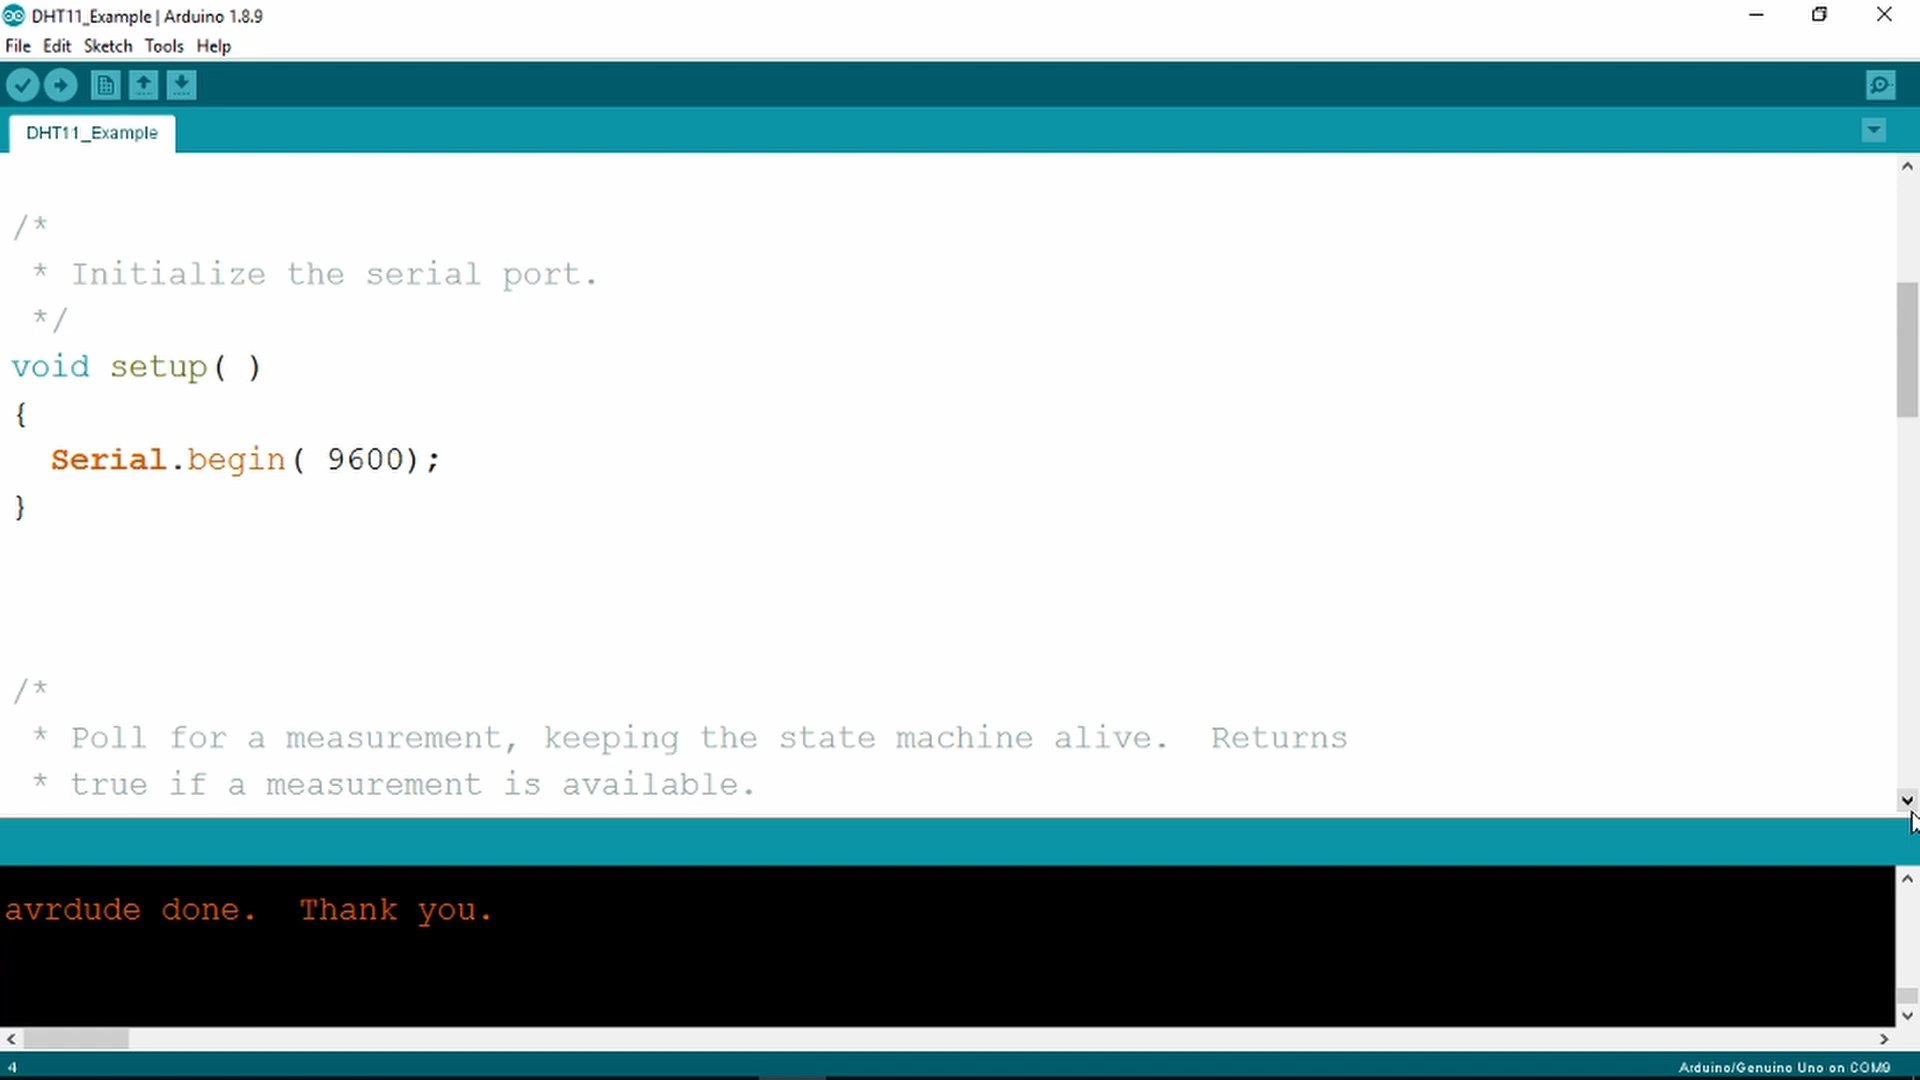 DHT11_Example | Arduino 1.8.9
File Edit Sketch Tools Help
DHT11_Example
/*
 * Initialize the serial port.
 */
void setup( )
{
  Serial.begin( 9600);
}
/*
 * Poll for a measurement, keeping the state machine alive.  Returns
 * true if a measurement is available.
avrdude done.  Thank you.
4
Arduino/Genuino Uno on COM9